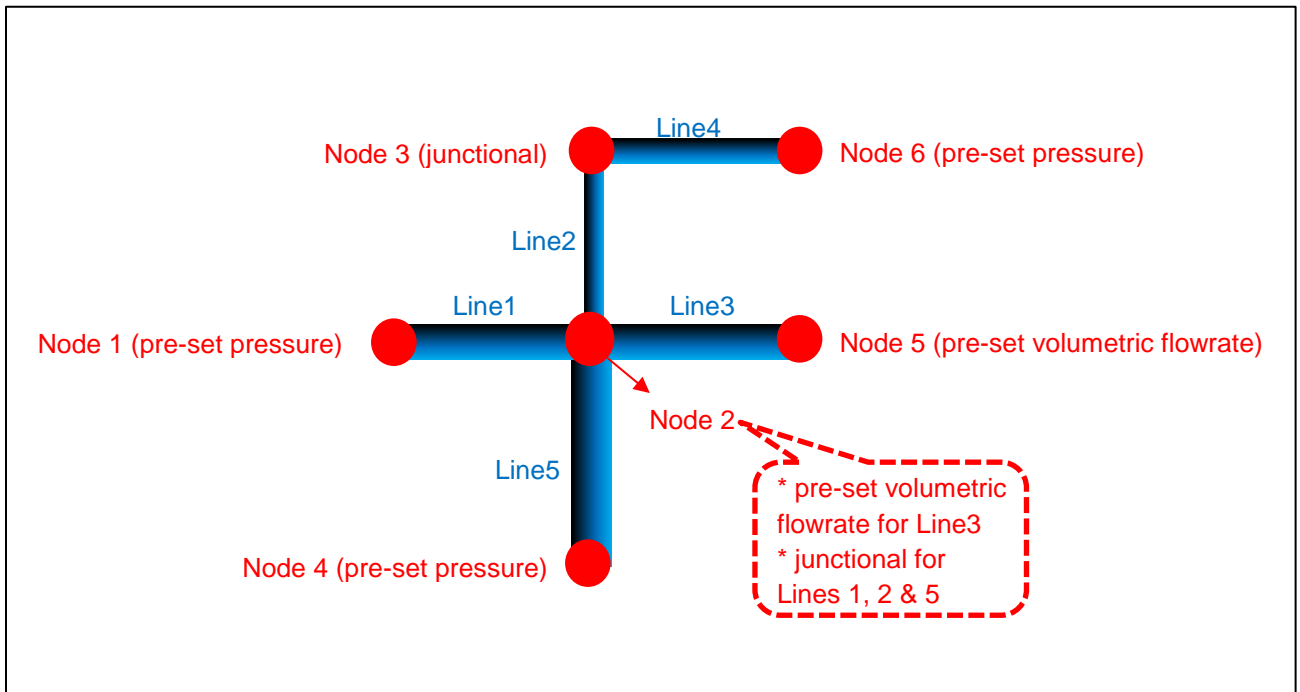 Line4
Node 3 (junctional)
Node 6 (pre-set pressure)
Line2
Line1
Line3
Node 1 (pre-set pressure)
Node 5 (pre-set volumetric flowrate)
Node 2
Line5
* pre-set volumetric
flowrate for Line3
* junctional for
Lines 1, 2 & 5
Node 4 (pre-set pressure)